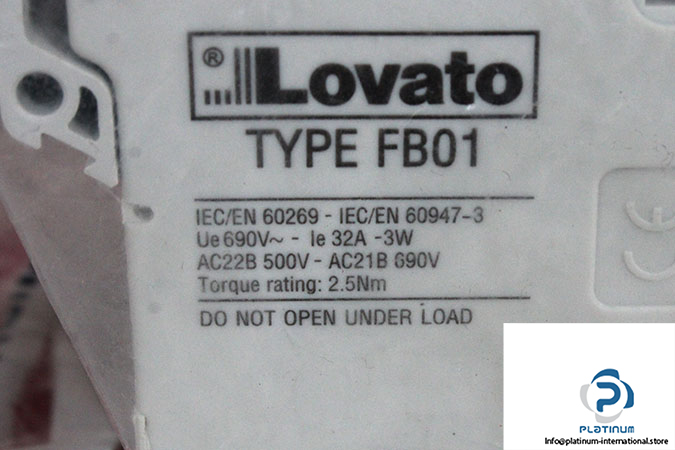 ® Lovato
TYPE FB01
IEC/EN 60269 - IEC/EN 60947-3
Ue 690V~ - Ie 32A -3W
AC22B 500V - AC21B 690V
Torque rating: 2.5Nm
DO NOT OPEN UNDER LOAD
CE
PLATINUM
Info@platinum-international.store